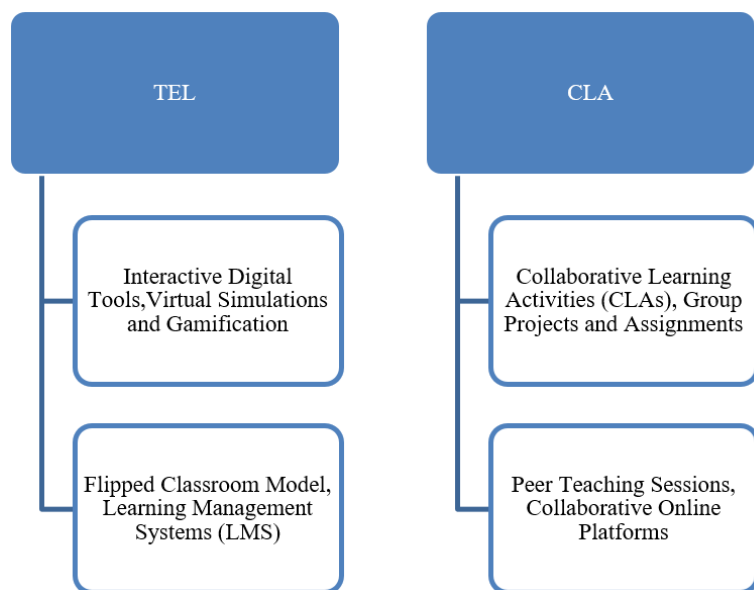 TEL
Interactive Digital
Tools,Virtual Simulations
and Gamification
Flipped Classroom Model,
Learning Management
Systems (LMS)
CLA
Collaborative Learning
Activities (CLAs), Group
Projects and Assignments
Peer Teaching Sessions,
Collaborative Online
Platforms